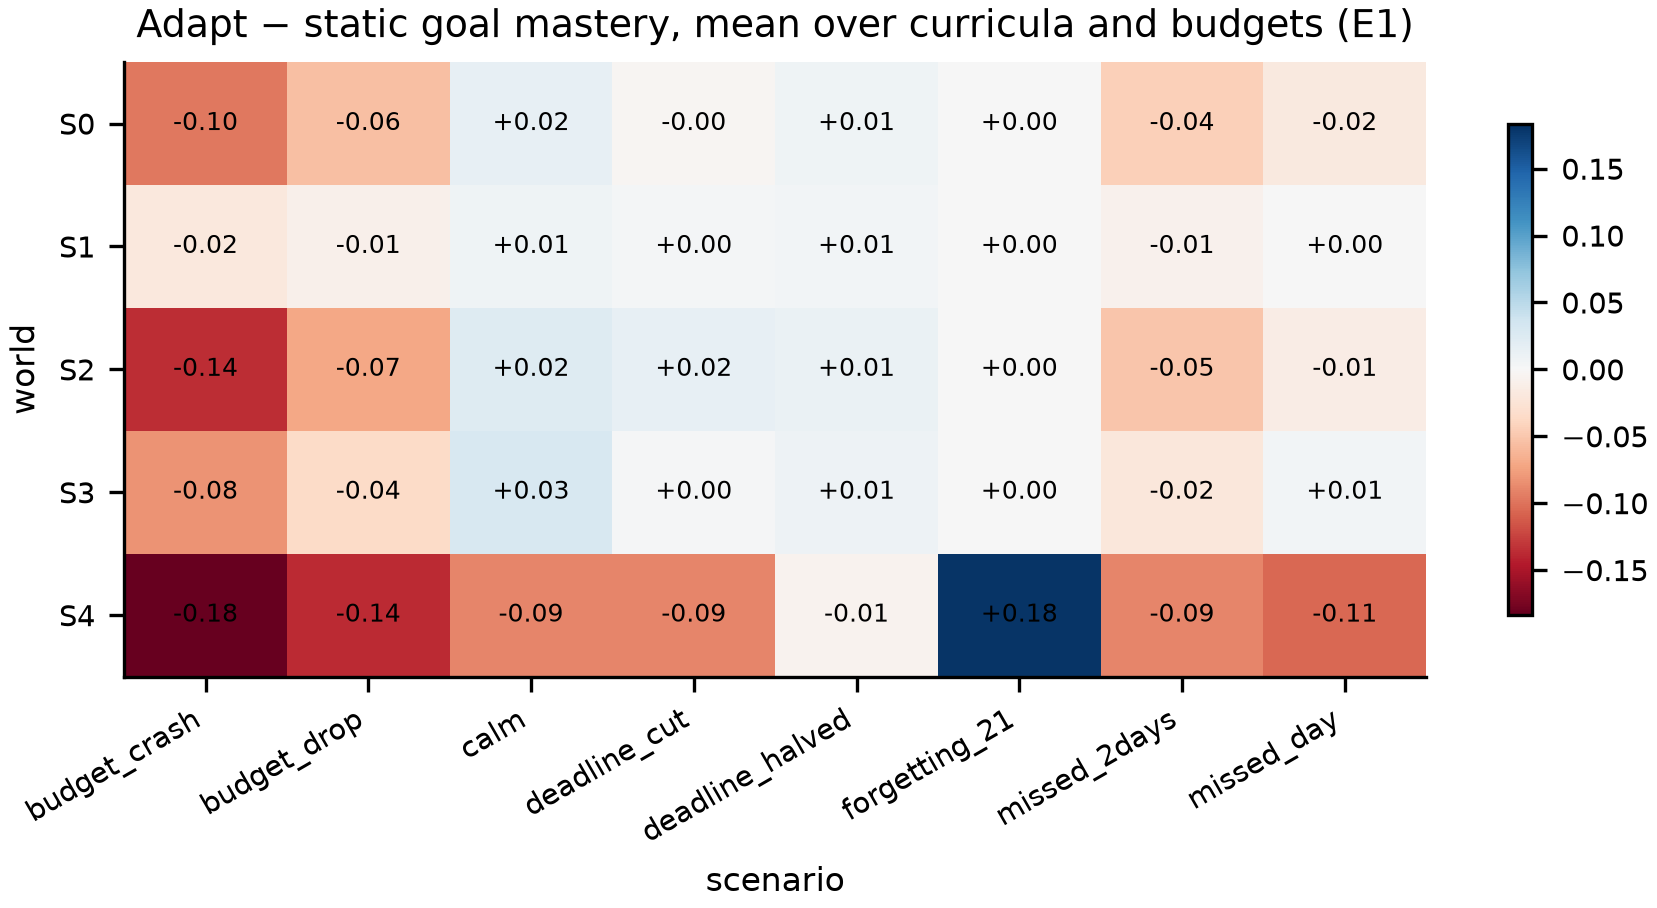 Adapt − static goal mastery, mean over curricula and budgets (E1)
S0 -0.10 -0.06 +0.02 -0.00 +0.01 +0.00 -0.04 -0.02
S1 -0.02 -0.01 +0.01 +0.00 +0.01 +0.00 -0.01 +0.00
S2 -0.14 -0.07 +0.02 +0.02 +0.01 +0.00 -0.05 -0.01
S3 -0.08 -0.04 +0.03 +0.00 +0.01 +0.00 -0.02 +0.01
S4 -0.18 -0.14 -0.09 -0.09 -0.01 +0.18 -0.09 -0.11
world
budget_crash budget_drop calm deadline_cut deadline_halved forgetting_21 missed_2days missed_day
scenario
0.15
0.10
0.05
0.00
−0.05
−0.10
−0.15